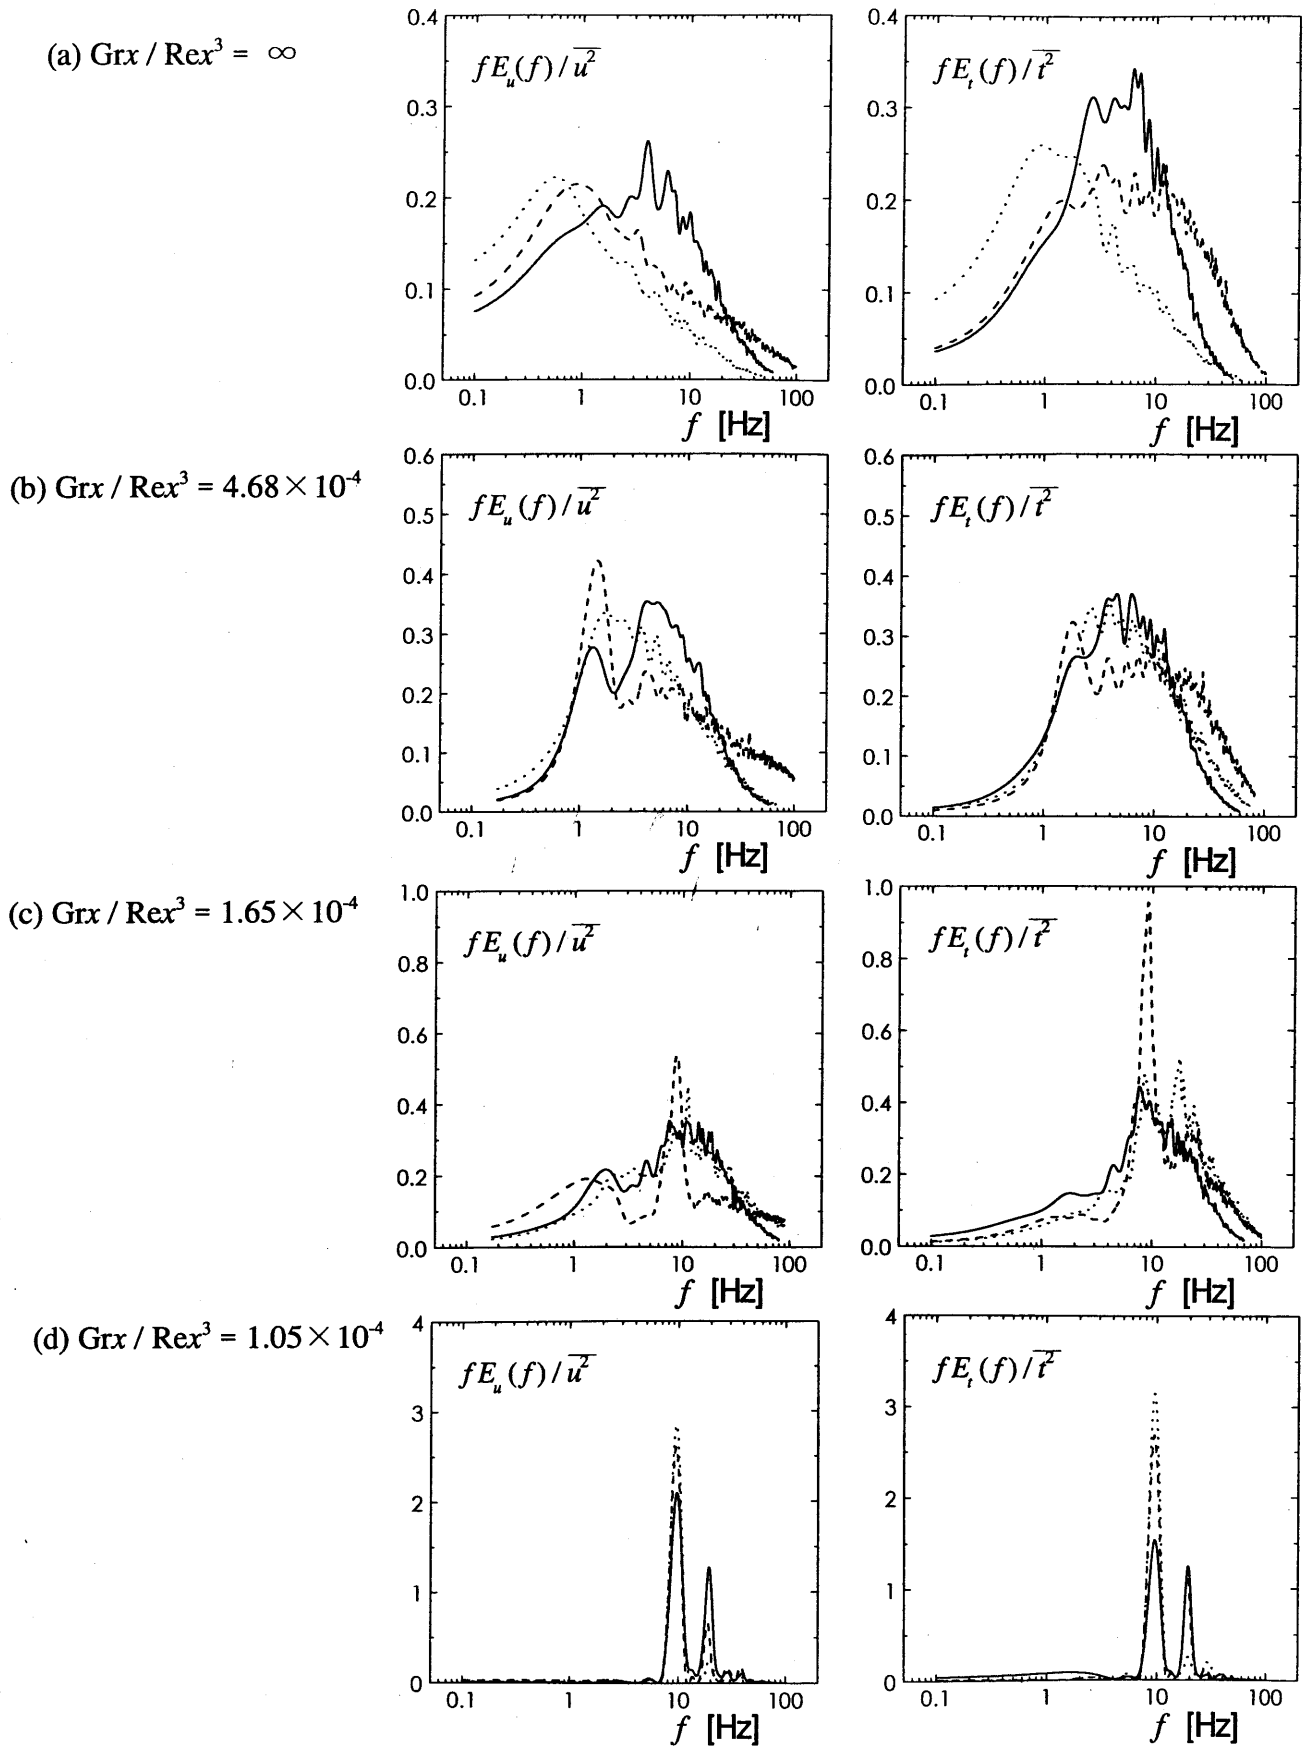 (a) Grx / Rex³ = ∞
fE_u(f) / u²
0.4
0.3
0.2
0.1
0.0
0.1 1 10 100
f [Hz]
fE_t(f) / t²
0.4
0.3
0.2
0.1
0.0
0.1 1 10 100
f [Hz]
(b) Grx / Rex³ = 4.68×10⁻⁴
fE_u(f) / u²
0.6
0.5
0.4
0.3
0.2
0.1
0.0
0.1 1 10 100
f [Hz]
fE_t(f) / t²
0.6
0.5
0.4
0.3
0.2
0.1
0.0
0.1 1 10 100
f [Hz]
(c) Grx / Rex³ = 1.65×10⁻⁴
fE_u(f) / u²
1.0
0.8
0.6
0.4
0.2
0.0
0.1 1 10 100
f [Hz]
fE_t(f) / t²
1.0
0.8
0.6
0.4
0.2
0.0
0.1 1 10 100
f [Hz]
(d) Grx / Rex³ = 1.05×10⁻⁴
fE_u(f) / u²
4
3
2
1
0
0.1 1 10 100
f [Hz]
fE_t(f) / t²
4
3
2
1
0
0.1 1 10 100
f [Hz]